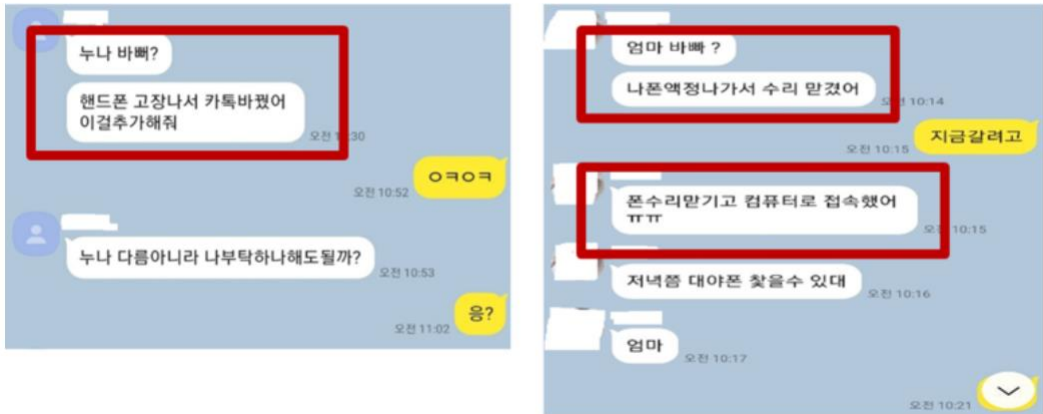 누나 바뻐?
핸드폰 고장나서 카톡바꿨어
이걸추가해줘
오전 1:30
ㅇㅋㅇㅋ
오전 10:52
누나 다름아니라 나부탁하나해도될까?
오전 10:53
응?
오전 11:02
엄마 바빠 ?
나폰액정나가서 수리 맏겼어
10:14
지금갈려고
오전 10:15
폰수리맏기고 컴퓨터로 접속했어
ㅠㅠ
10:15
저녁쯤 대야폰 찿을수 있대
오전 10:16
엄마
오전 10:17
오전 10:21